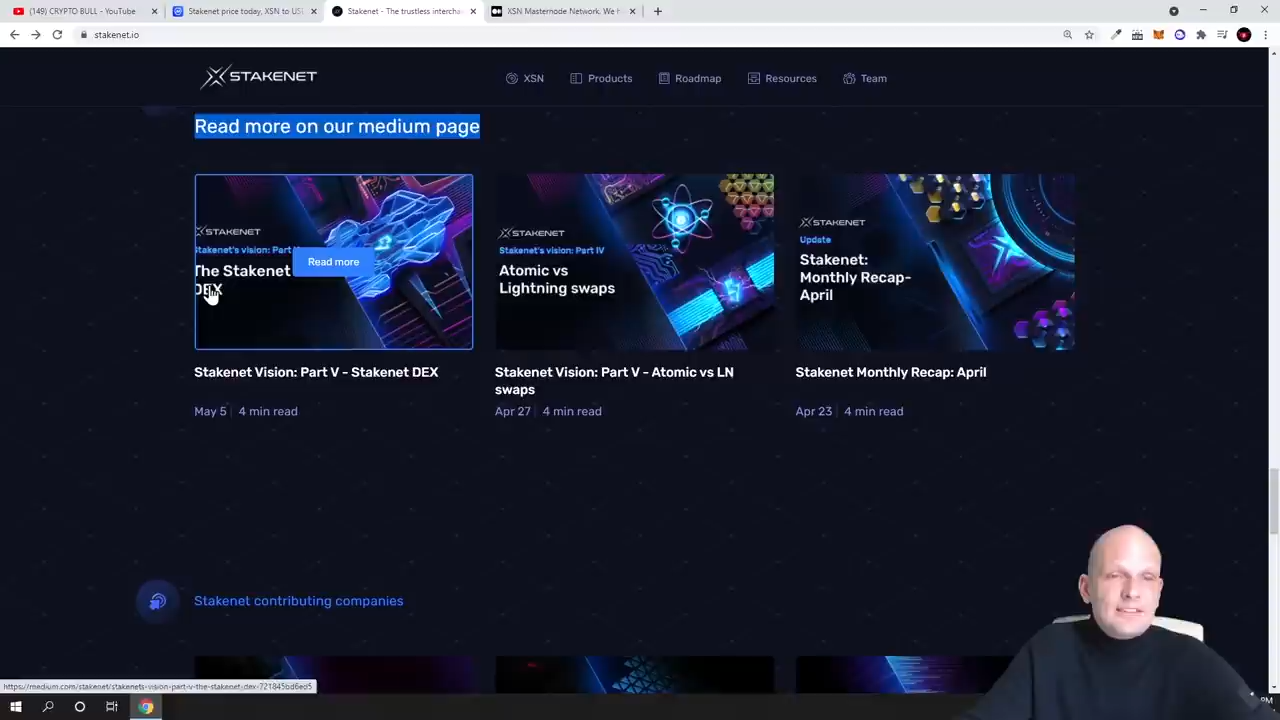 (149) CRYPTO BULL - YouTube
Stakenet price today, XSN to US
Stakenet - The trustless intercha
XSN Masternode Network. We h
stakenet.io
STAKENET
XSN
Products
Roadmap
Resources
Team
Read more on our medium page
STAKENET
Stakenet's vision: Part
The Stakenet
DEX
Read more
STAKENET
Stakenet's vision: Part IV
Atomic vs
Lightning swaps
STAKENET
Update
Stakenet:
Monthly Recap-
April
Stakenet Vision: Part V - Stakenet DEX
May 5 4 min read
Stakenet Vision: Part V - Atomic vs LN
swaps
Apr 27 4 min read
Stakenet Monthly Recap: April
Apr 23 4 min read
Stakenet contributing companies
https://medium.com/stakenet/stakenets-vision-part-v-the-stakenet-dex-721845bd6ed5
PM